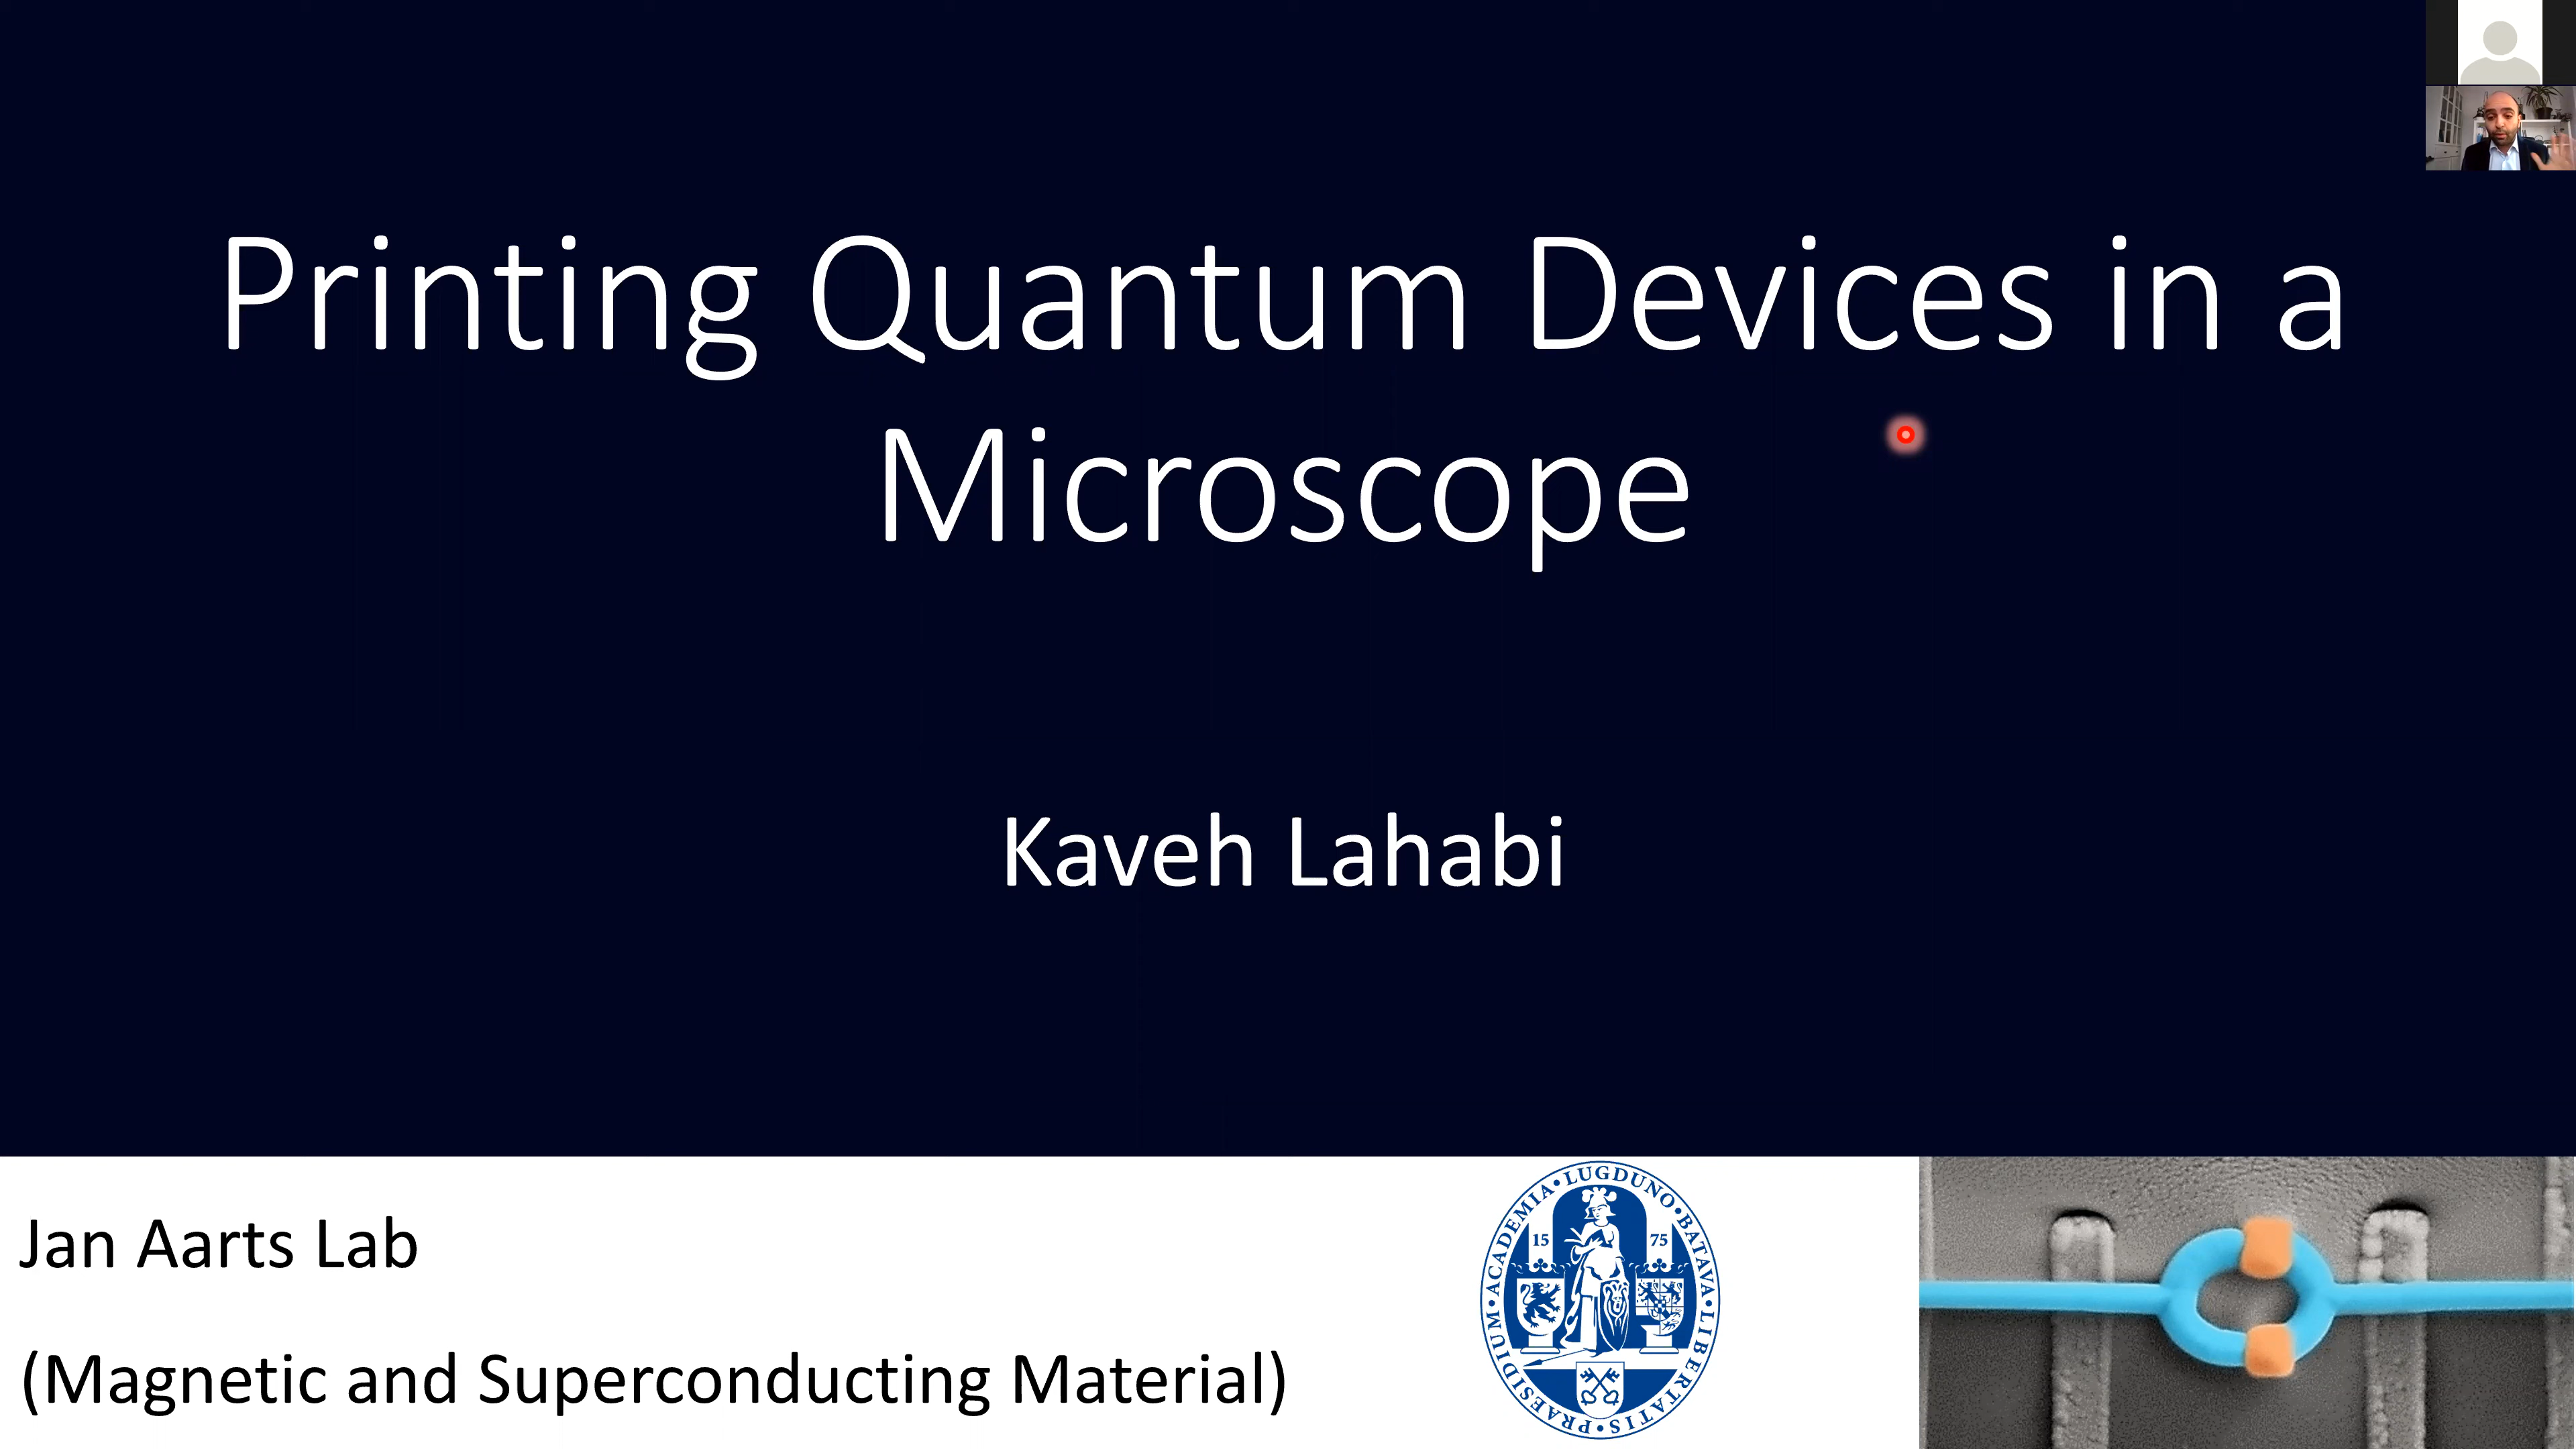 Printing Quantum Devices in a
Microscope
Kaveh Lahabi
Jan Aarts Lab
(Magnetic and Superconducting Material)
ACADEMIA • LUGDUNO • BATAVA • LIBERTATIS • PRAESIDIUM •
15 75